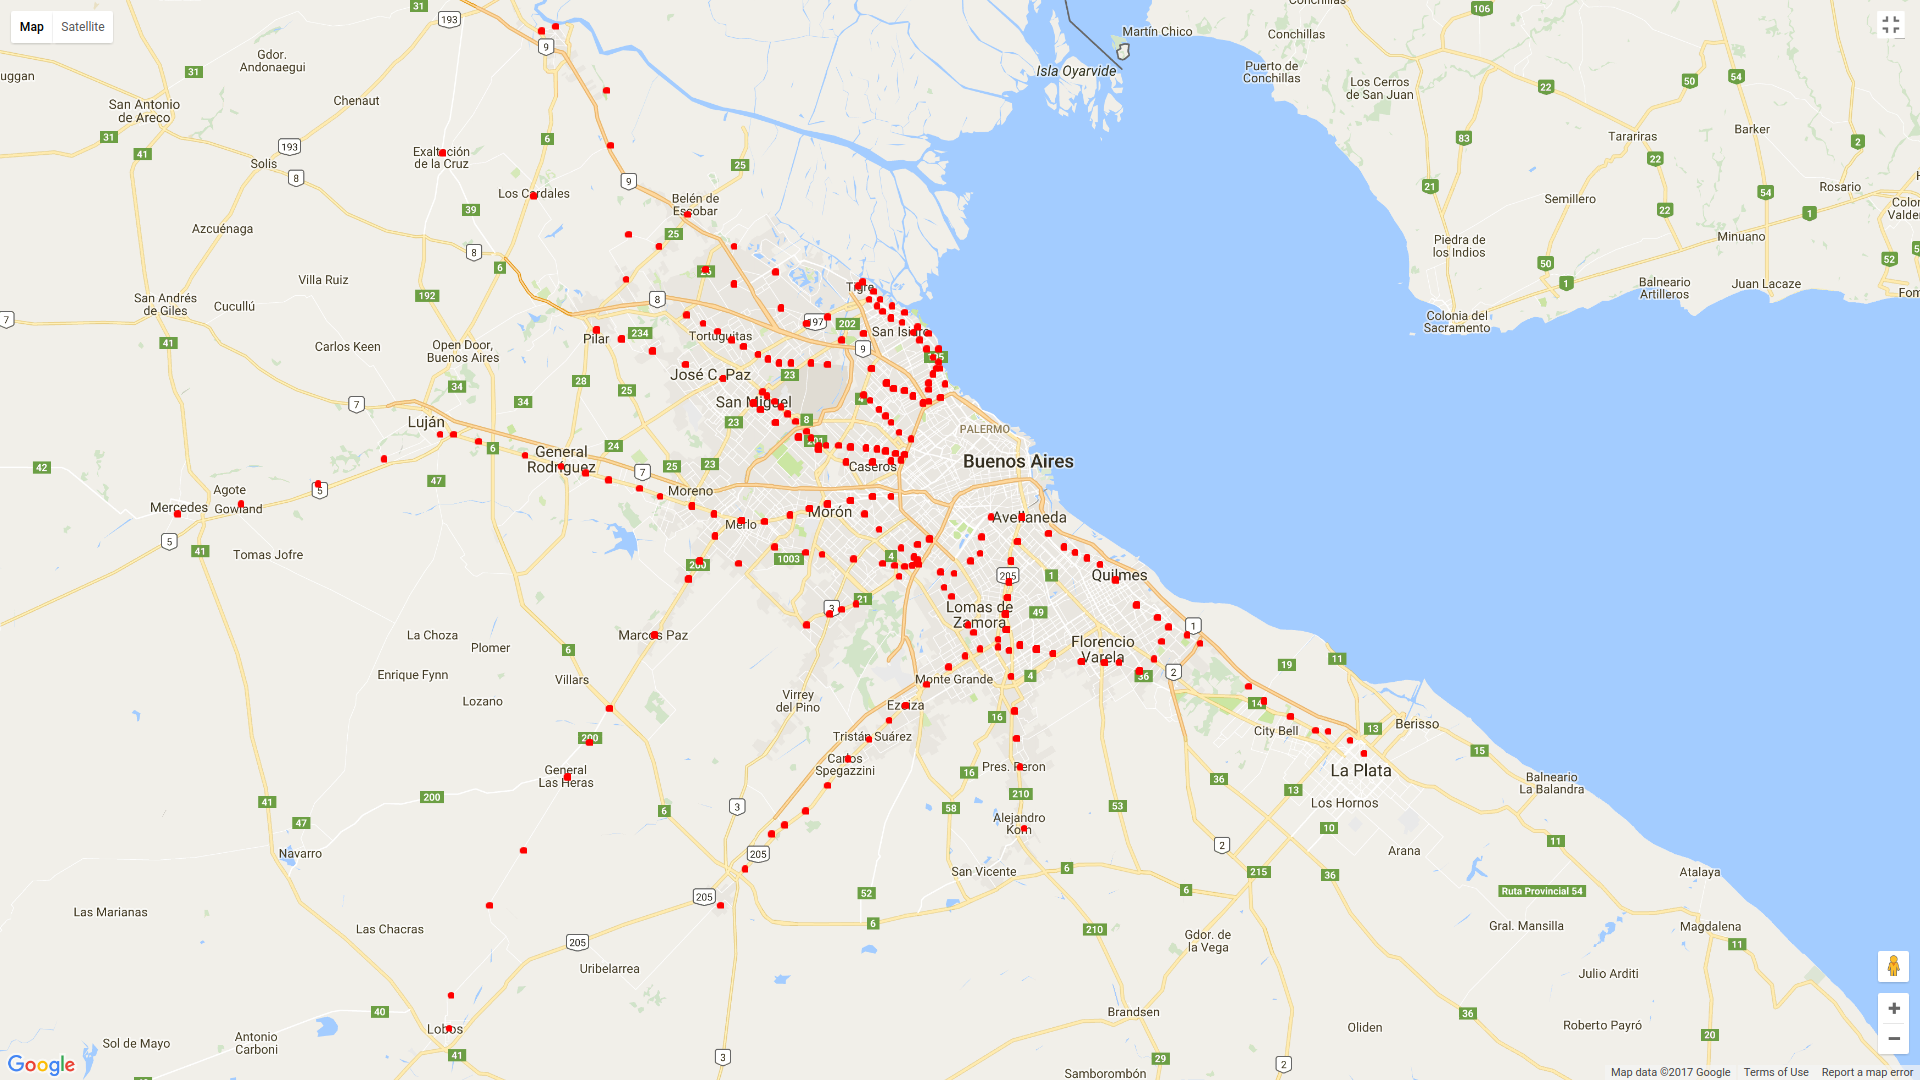 Map
Satellite
31
193
9
106
Conchillas
Martín Chico
Conchillas
Gdor.
Andonaegui
31
Isla Oyarvide
Puerto de
Conchillas
Los Cerros
de San Juan
22
50
54
uggan
San Antonio
de Areco
Chenaut
31
41
193
6
83
Tarariras
Barker
2
Solis
8
Exaltación
de la Cruz
25
22
9
Los Cardales
21
54
Rosario
Belén de
Escobar
39
Semillero
22
1
Colon
Valde
Azcuénaga
25
8
6
Piedra de
los Indios
Minuano
5
52
50
Villa Ruiz
192
8
Tigre
1
Balneario
Artilleros
Juan Lacaze
Fom
San Andrés
de Giles
Cucullú
7
197
202
San Isidro
Colonia del
Sacramento
Pilar
234
Tortuguitas
41
Carlos Keen
Open Door,
Buenos Aires
9
23
José C. Paz
28
25
34
34
San Miguel
7
Luján
23
8
PALERMO
24
6
General
Rodríguez
Buenos Aires
42
7
25
23
Caseros
47
Moreno
Agote
Gowland
Mercedes
5
Morón
Avellaneda
Merlo
5
41
Tomas Jofre
1003
4
200
205
1
Quilmes
21
3
Lomas de
Zamora
49
La Choza
Marcos Paz
1
Plomer
6
Florencio
Varela
19
11
Enrique Fynn
Villars
Monte Grande
4
36
2
Lozano
Virrey
del Pino
Ezeiza
14
16
Berisso
13
City Bell
200
Tristán Suárez
15
Carlos
Spegazzini
Pres. Peron
General
Las Heras
16
36
La Plata
Balneario
La Balandra
200
210
13
Los Hornos
41
3
58
53
6
47
Alejandro
Korn
10
11
Navarro
205
2
Arana
San Vicente
6
215
36
Atalaya
205
52
6
Ruta Provincial 54
Las Marianas
6
Las Chacras
205
210
Gdor. de
la Vega
Gral. Mansilla
Magdalena
11
Uribelarrea
Julio Arditi
40
Brandsen
36
Lobos
Antonio
Carboni
Oliden
Roberto Payró
Sol de Mayo
20
41
3
29
2
Google
Samborombón
Map data ©2017 Google
Terms of Use
Report a map error